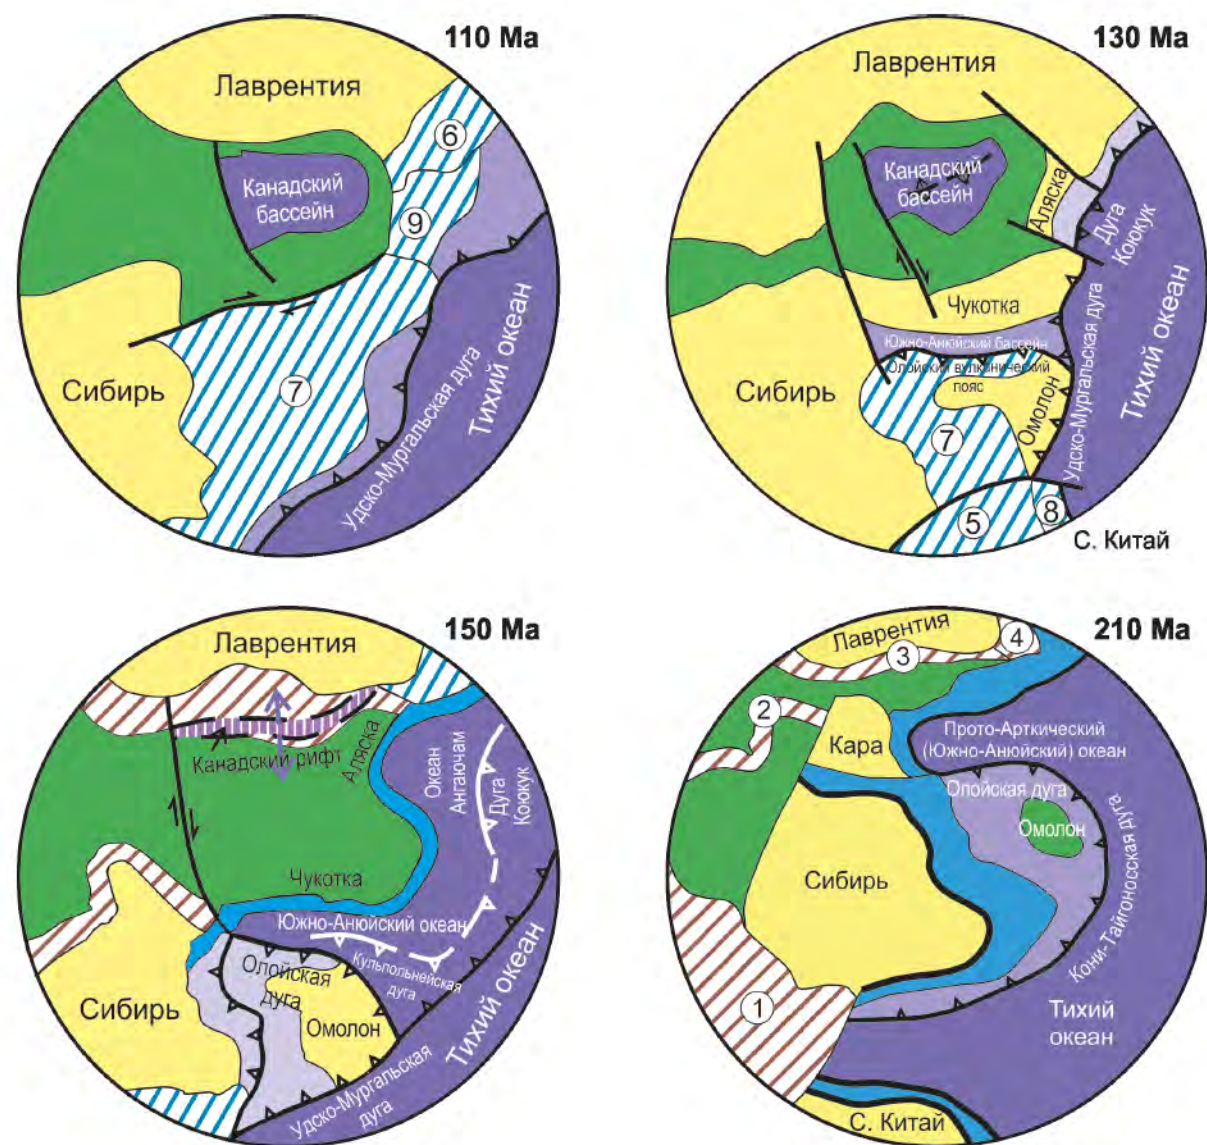 110 Ma
Лаврентия
6
Канадский
бассейн
9
Сибирь
7
Удско-Мургальская дуга
Тихий океан
130 Ma
Лаврентия
Канадский
бассейн
Аляска
Дуга
Коюкук
Чукотка
Южно-Анюйский бассейн
Олойский вулканический
пояс
Сибирь
Омолон
7
Удско-Мургальская дуга
Тихий океан
5
8
С. Китай
150 Ma
Лаврентия
Канадский рифт
Аляска
Океан
Ангаючам
Дуга
Коюкук
Чукотка
Южно-Анюйский океан
Кульпольнейская
дуга
Олойская
дуга
Сибирь
Омолон
Удско-Мургальская
дуга
Тихий океан
210 Ma
Лаврентия
4
3
2
Кара
Прото-Арткический
(Южно-Анюйский) океан
Олойская дуга
Омолон
Сибирь
Кони-Тайгоносская дуга
1
Тихий
океан
С. Китай